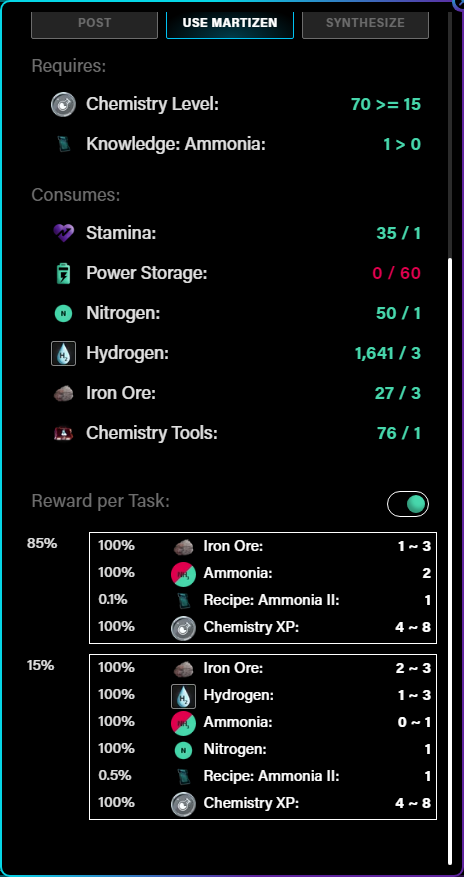 POST USE MARTIZEN SYNTHESIZE
Requires:
Chemistry Level: 70 >= 15
Knowledge: Ammonia: 1 > 0
Consumes:
Stamina: 35 / 1
Power Storage: 0 / 60
N Nitrogen: 50 / 1
H₂ Hydrogen: 1,641 / 3
Iron Ore: 27 / 3
Chemistry Tools: 76 / 1
Reward per Task:
85% 100% Iron Ore: 1 ~ 3
100% NH₃ Ammonia: 2
0.1% Recipe: Ammonia II: 1
100% Chemistry XP: 4 ~ 8
15% 100% Iron Ore: 2 ~ 3
100% H₂ Hydrogen: 1 ~ 3
100% NH₃ Ammonia: 0 ~ 1
100% N Nitrogen: 1
0.5% Recipe: Ammonia II: 1
100% Chemistry XP: 4 ~ 8